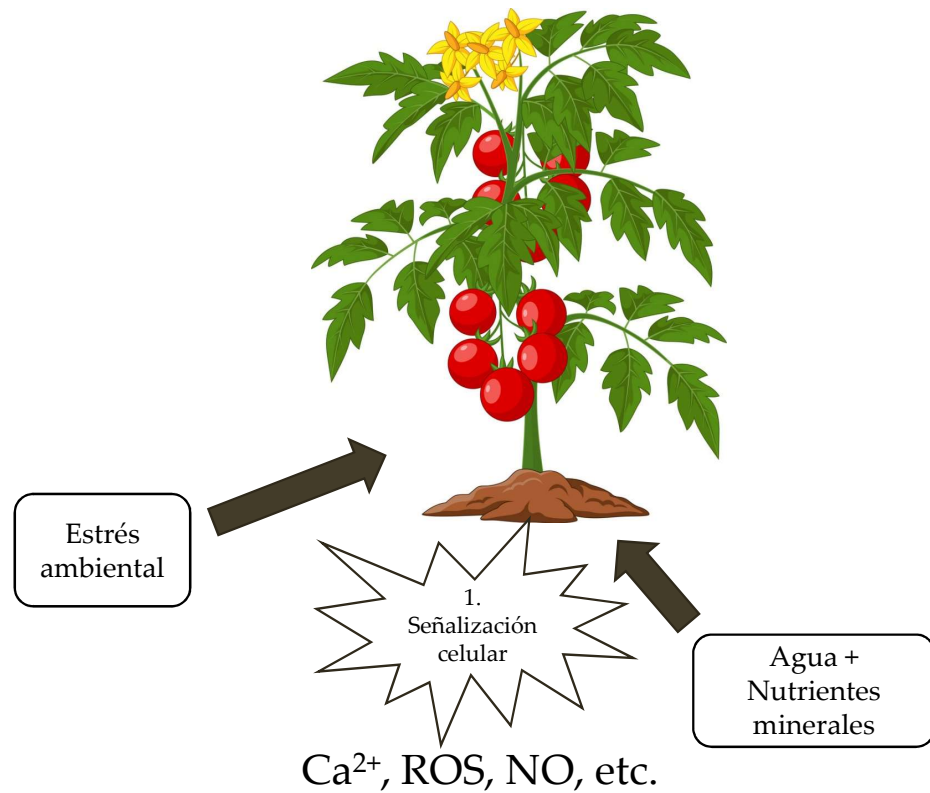 Estrés
ambiental
1.
Señalización
celular
Agua +
Nutrientes
minerales
Ca²⁺, ROS, NO, etc.